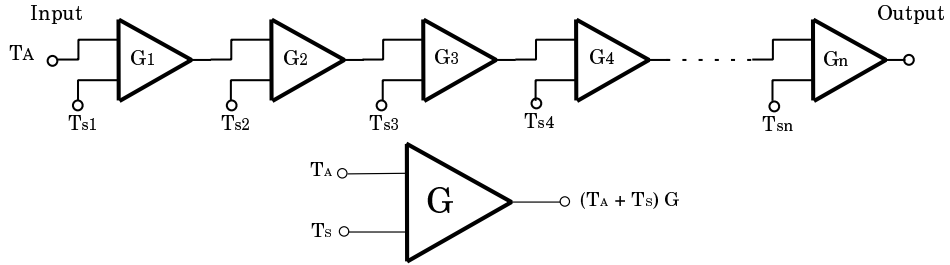 Input
Output
TA
G1
G2
G3
G4
Gn
Ts1
Ts2
Ts3
Ts4
Tsn
TA
G
(TA + Ts) G
Ts